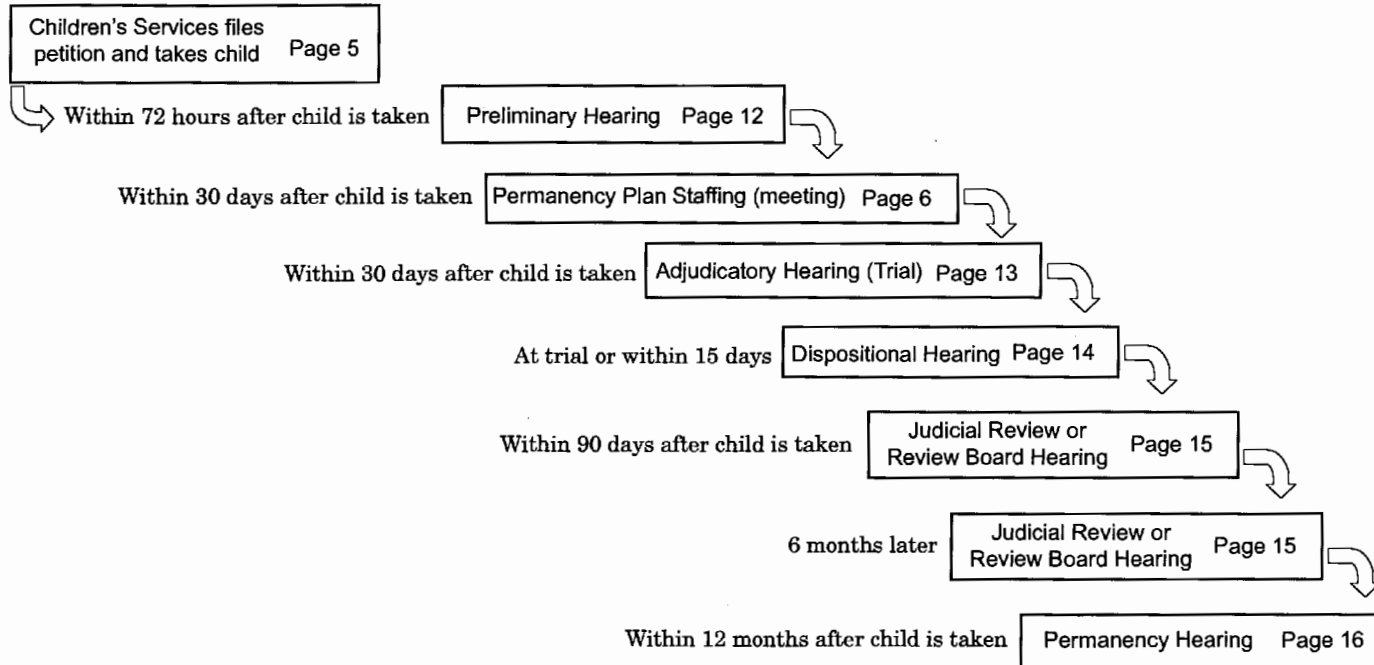 Children's Services files
petition and takes child Page 5
Within 72 hours after child is taken Preliminary Hearing Page 12
Within 30 days after child is taken Permanency Plan Staffing (meeting) Page 6
Within 30 days after child is taken Adjudicatory Hearing (Trial) Page 13
At trial or within 15 days Dispositional Hearing Page 14
Within 90 days after child is taken Judicial Review or
Review Board Hearing Page 15
6 months later Judicial Review or
Review Board Hearing Page 15
Within 12 months after child is taken Permanency Hearing Page 16